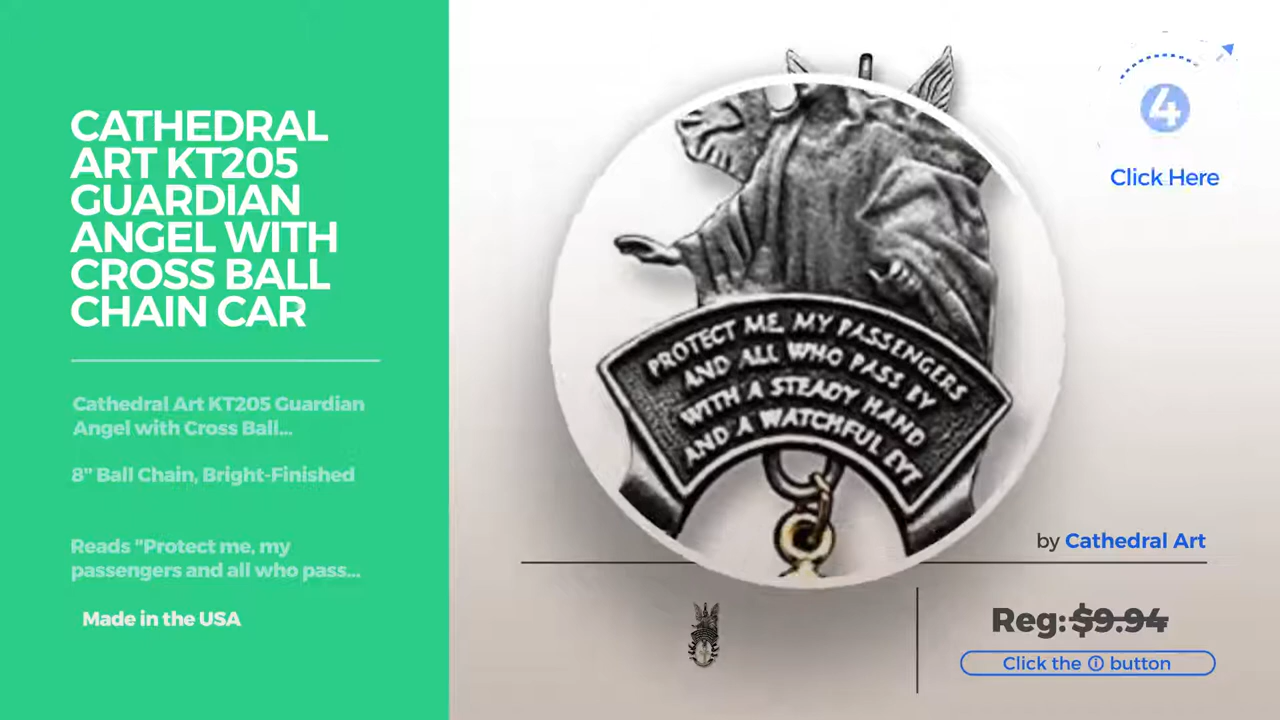 CATHEDRAL
ART KT205
GUARDIAN
ANGEL WITH
CROSS BALL
CHAIN CAR
Cathedral Art KT205 Guardian
Angel with Cross Ball...
8" Ball Chain, Bright-Finished
Reads "Protect me, my
passengers and all who pass...
Made in the USA
PROTECT ME, MY PASSENGERS
AND ALL WHO PASS BY
WITH A STEADY HAND
AND A WATCHFUL EYE
4
Click Here
by Cathedral Art
Reg: $9.94
Click the ⓘ button